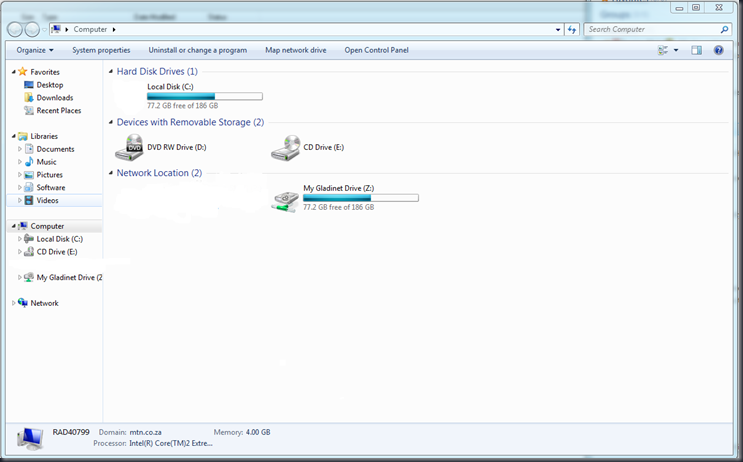 Computer
Search Computer
Organize
System properties
Uninstall or change a program
Map network drive
Open Control Panel
Favorites
Desktop
Downloads
Recent Places
Libraries
Documents
Music
Pictures
Software
Videos
Computer
Local Disk (C:)
CD Drive (E:)
My Gladinet Drive (Z
Network
Hard Disk Drives (1)
Local Disk (C:)
77.2 GB free of 186 GB
Devices with Removable Storage (2)
DVD
DVD RW Drive (D:)
CD Drive (E:)
Network Location (2)
My Gladinet Drive (Z:)
77.2 GB free of 186 GB
RAD40799
Domain: mtn.co.za
Memory: 4.00 GB
Processor: Intel(R) Core(TM)2 Extre...